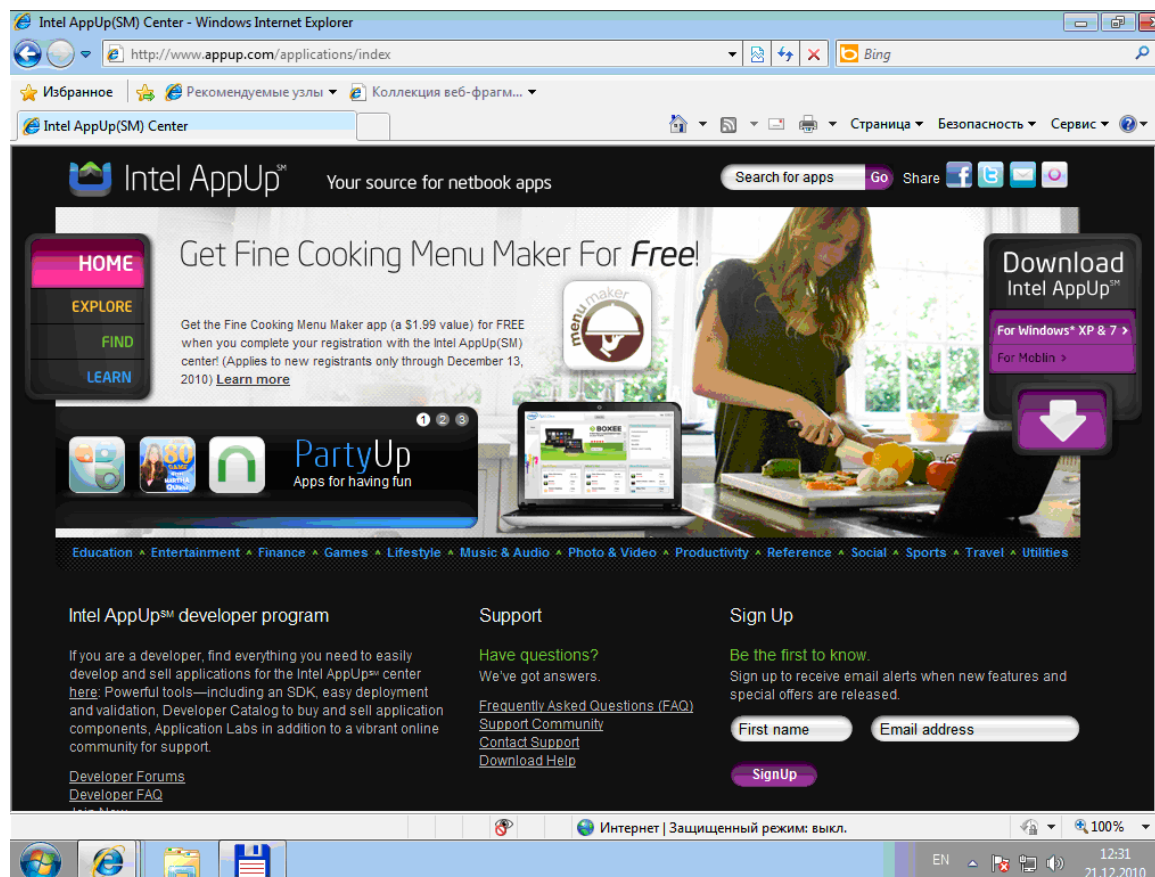 Intel AppUp(SM) Center - Windows Internet Explorer
http://www.appup.com/applications/index
Bing
Избранное Рекомендуемые узлы Коллекция веб-фрагм...
Intel AppUp(SM) Center
Страница Безопасность Сервис
Intel AppUp℠ Your source for netbook apps
Search for apps Go Share
HOME
EXPLORE
FIND
LEARN
Get Fine Cooking Menu Maker For Free!
menu maker
Get the Fine Cooking Menu Maker app (a $1.99 value) for FREE
when you complete your registration with the Intel AppUp(SM)
center! (Applies to new registrants only through December 13,
2010) Learn more
Download
Intel AppUp℠
For Windows* XP & 7 >
For Moblin >
1 2 3
PartyUp
Apps for having fun
BOXEE
Education ^ Entertainment ^ Finance ^ Games ^ Lifestyle ^ Music & Audio ^ Photo & Video ^ Productivity ^ Reference ^ Social ^ Sports ^ Travel ^ Utilities
Intel AppUp℠ developer program
If you are a developer, find everything you need to easily
develop and sell applications for the Intel AppUp℠ center
here: Powerful tools—including an SDK, easy deployment
and validation, Developer Catalog to buy and sell application
components, Application Labs in addition to a vibrant online
community for support.
Developer Forums
Developer FAQ
Join Now
Support
Have questions?
We've got answers.
Frequently Asked Questions (FAQ)
Support Community
Contact Support
Download Help
Sign Up
Be the first to know.
Sign up to receive email alerts when new features and
special offers are released.
First name Email address
SignUp
Интернет | Защищенный режим: выкл.
100%
EN
12:31
21.12.2010